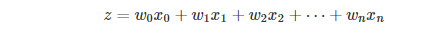 z = w₀x₀ + w₁x₁ + w₂x₂ + ⋯ + wₙxₙ